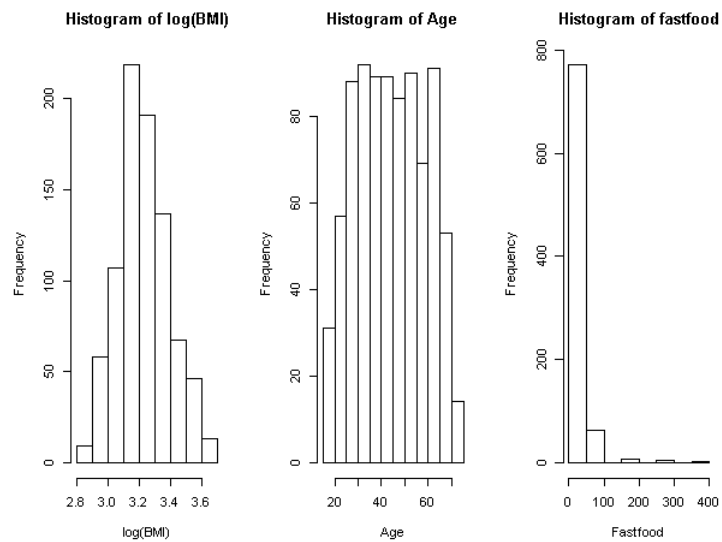 Histogram of log(BMI)
Frequency
0
50
100
150
200
2.8 3.0 3.2 3.4 3.6
log(BMI)
Histogram of Age
Frequency
0
20
40
60
80
20 40 60
Age
Histogram of fastfood
Frequency
0
200
400
600
800
0 100 200 300 400
Fastfood